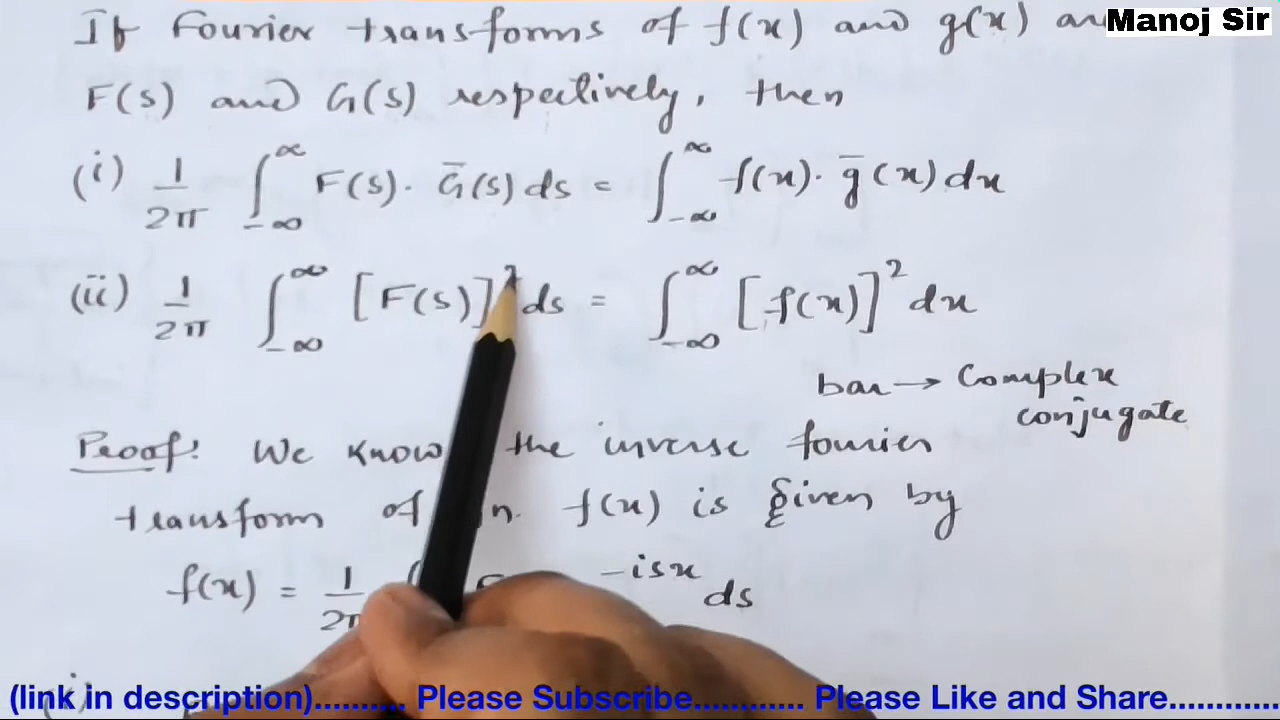 If Fourier transforms of f(x) and g(x) are
Manoj Sir
F(s) and G(s) respectively, then
(i) 1/2π ∫_{-∞}^{∞} F(s). G̅(s) ds = ∫_{-∞}^{∞} f(x). g̅(x) dx
(ii) 1/2π ∫_{-∞}^{∞} [F(s)]² ds = ∫_{-∞}^{∞} [f(x)]² dx
bar → Complex
conjugate
Proof: We know the inverse fourier
transform of n. f(x) is given by
f(x) = 1/2π e^{-isx} ds
(link in description).......... Please Subscribe............ Please Like and Share............